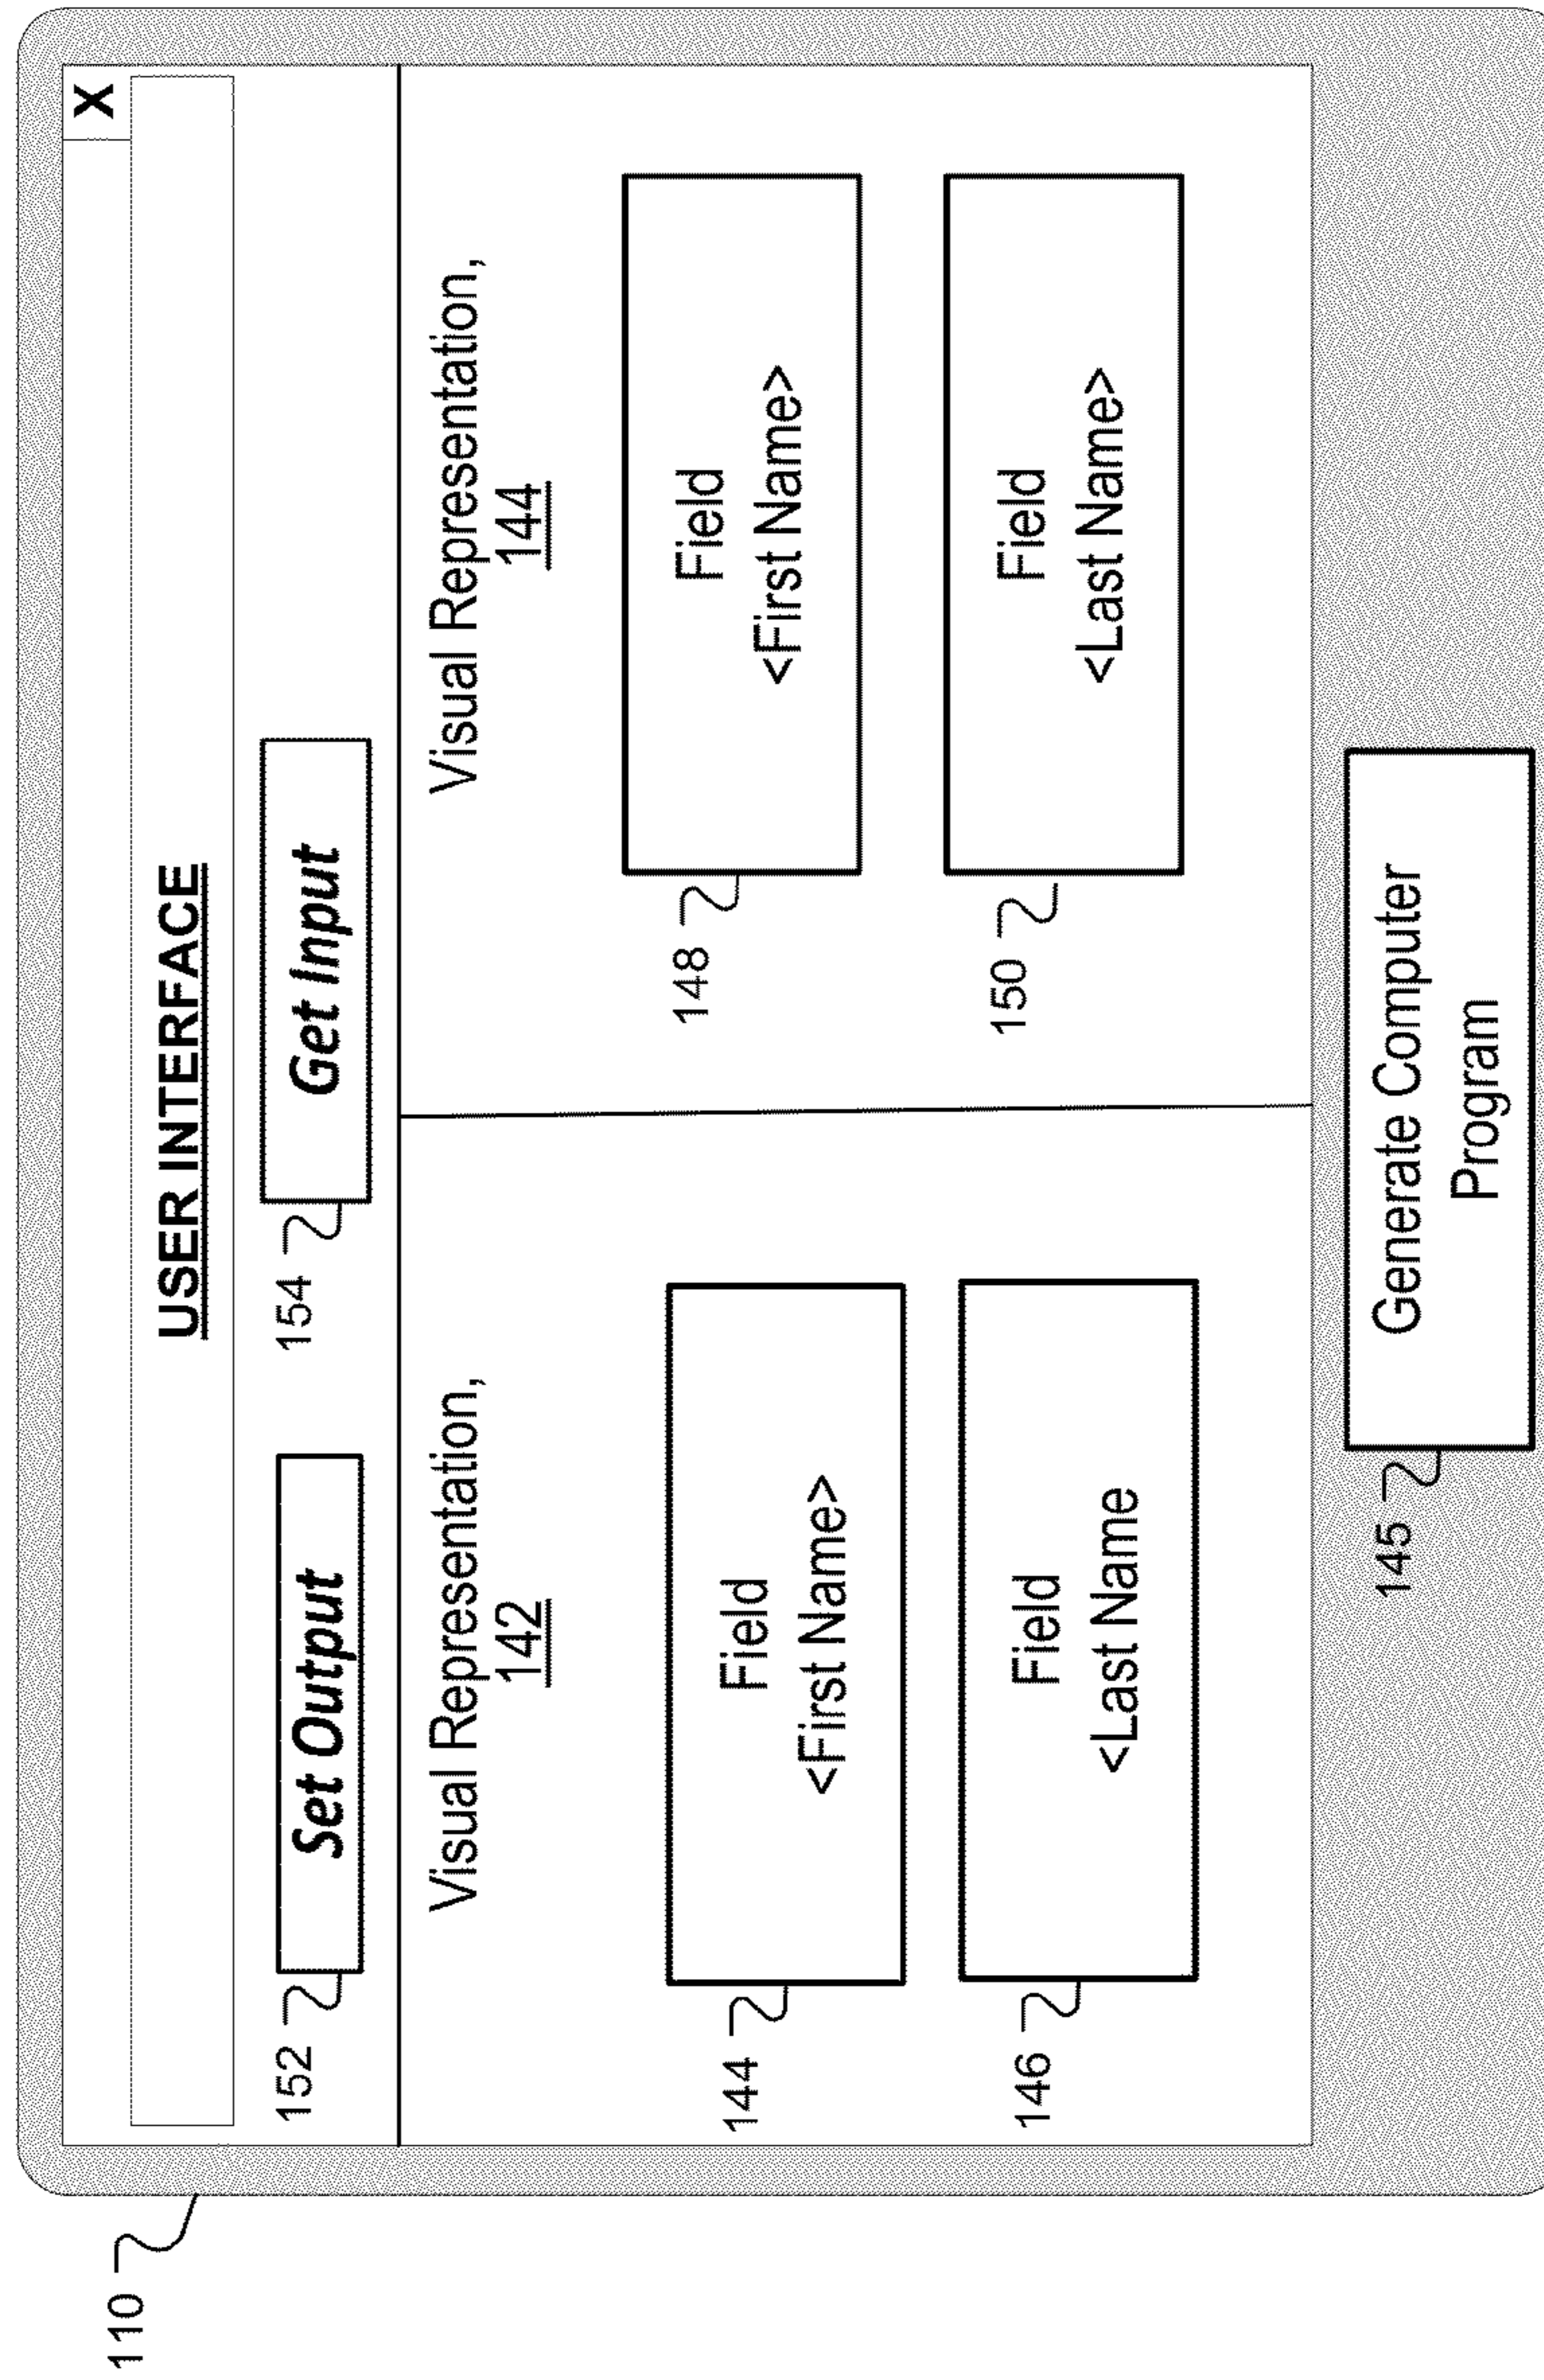 110
X
USER INTERFACE
152
Set Output
154
Get Input
Visual Representation,
142
144
Field
<First Name>
146
Field
<Last Name
Visual Representation,
144
148
Field
<First Name>
150
Field
<Last Name>
145
Generate Computer
Program